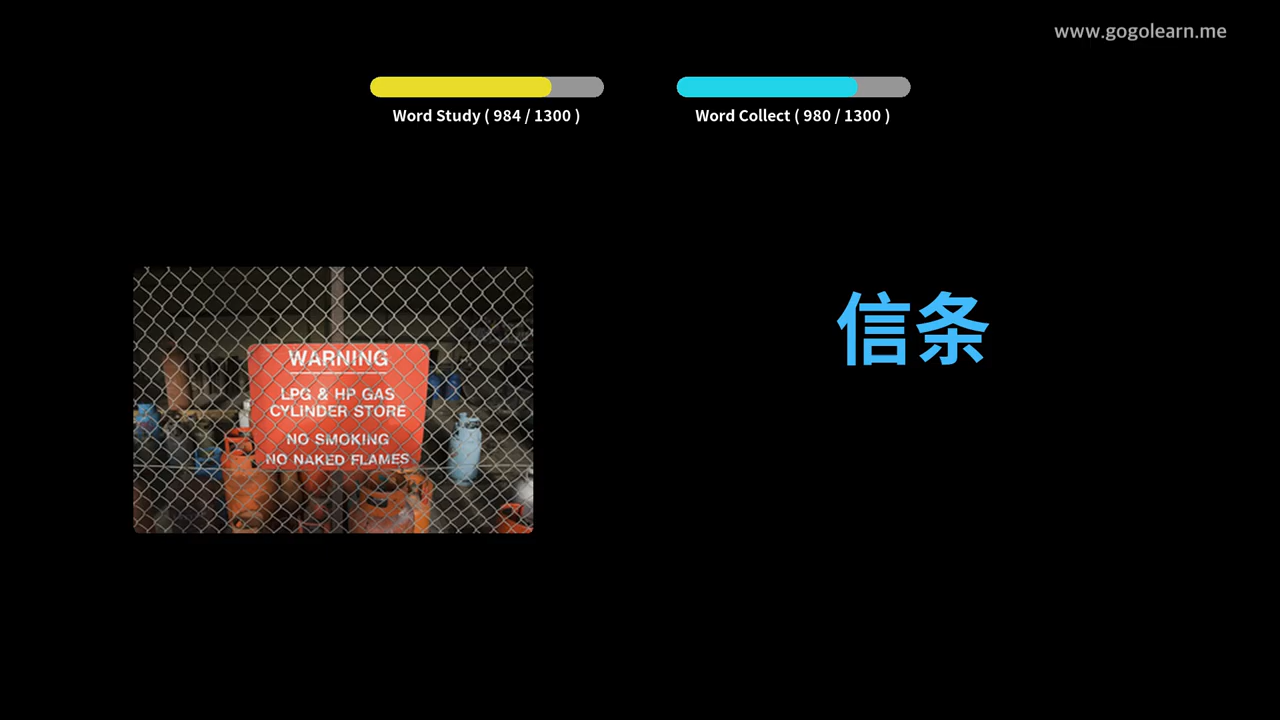 www.gogolearn.me
Word Study ( 984 / 1300 )
Word Collect ( 980 / 1300 )
信条
WARNING
LPG & HP GAS
CYLINDER STORE
NO SMOKING
NO NAKED FLAMES